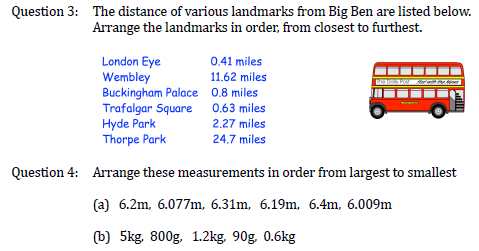 Question 3: The distance of various landmarks from Big Ben are listed below.
Arrange the landmarks in order, from closest to furthest.
London Eye 0.41 miles
Wembley 11.62 miles
Buckingham Palace 0.8 miles
Trafalgar Square 0.63 miles
Hyde Park 2.27 miles
Thorpe Park 24.7 miles
The Daily Post
Question 4: Arrange these measurements in order from largest to smallest
(a) 6.2m, 6.077m, 6.31m, 6.19m, 6.4m, 6.009m
(b) 5kg, 800g, 1.2kg, 90g, 0.6kg